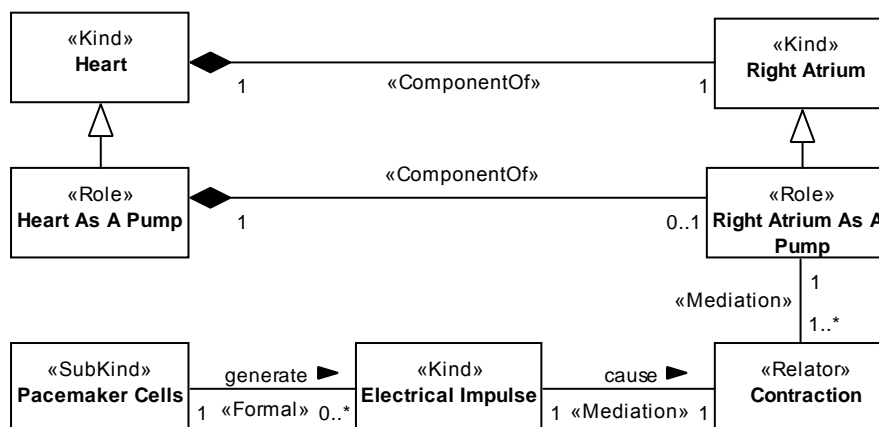 «Kind»
Heart
1
«ComponentOf»
1
«Kind»
Right Atrium
«Role»
Heart As A Pump
1
«ComponentOf»
0..1
«Role»
Right Atrium As A
Pump
1
«Mediation»
1..*
«SubKind»
Pacemaker Cells
generate
1
«Formal»
0..*
«Kind»
Electrical Impulse
cause
1
«Mediation»
1
«Relator»
Contraction